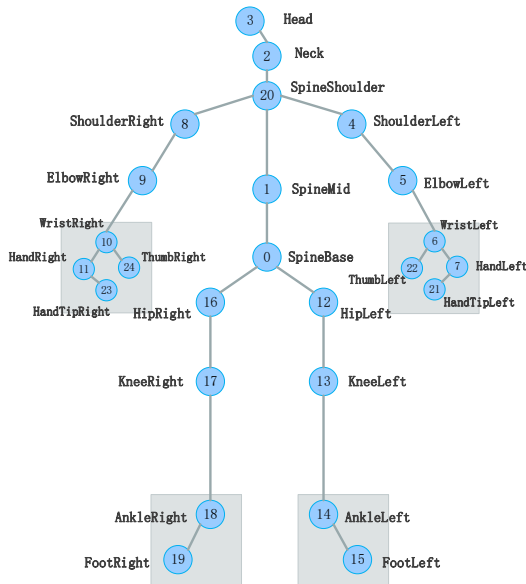 3 Head
2 Neck
20 SpineShoulder
8 ShoulderRight
4 ShoulderLeft
9 ElbowRight
5 ElbowLeft
1 SpineMid
WristRight
10
WristLeft
6
HandRight
11
24 ThumbRight
23
HandTipRight
22
ThumbLeft
7 HandLeft
21
HandTipLeft
0 SpineBase
16
HipRight
12
HipLeft
17
KneeRight
13 KneeLeft
18
AnkleRight
14 AnkleLeft
19
FootRight
15 FootLeft